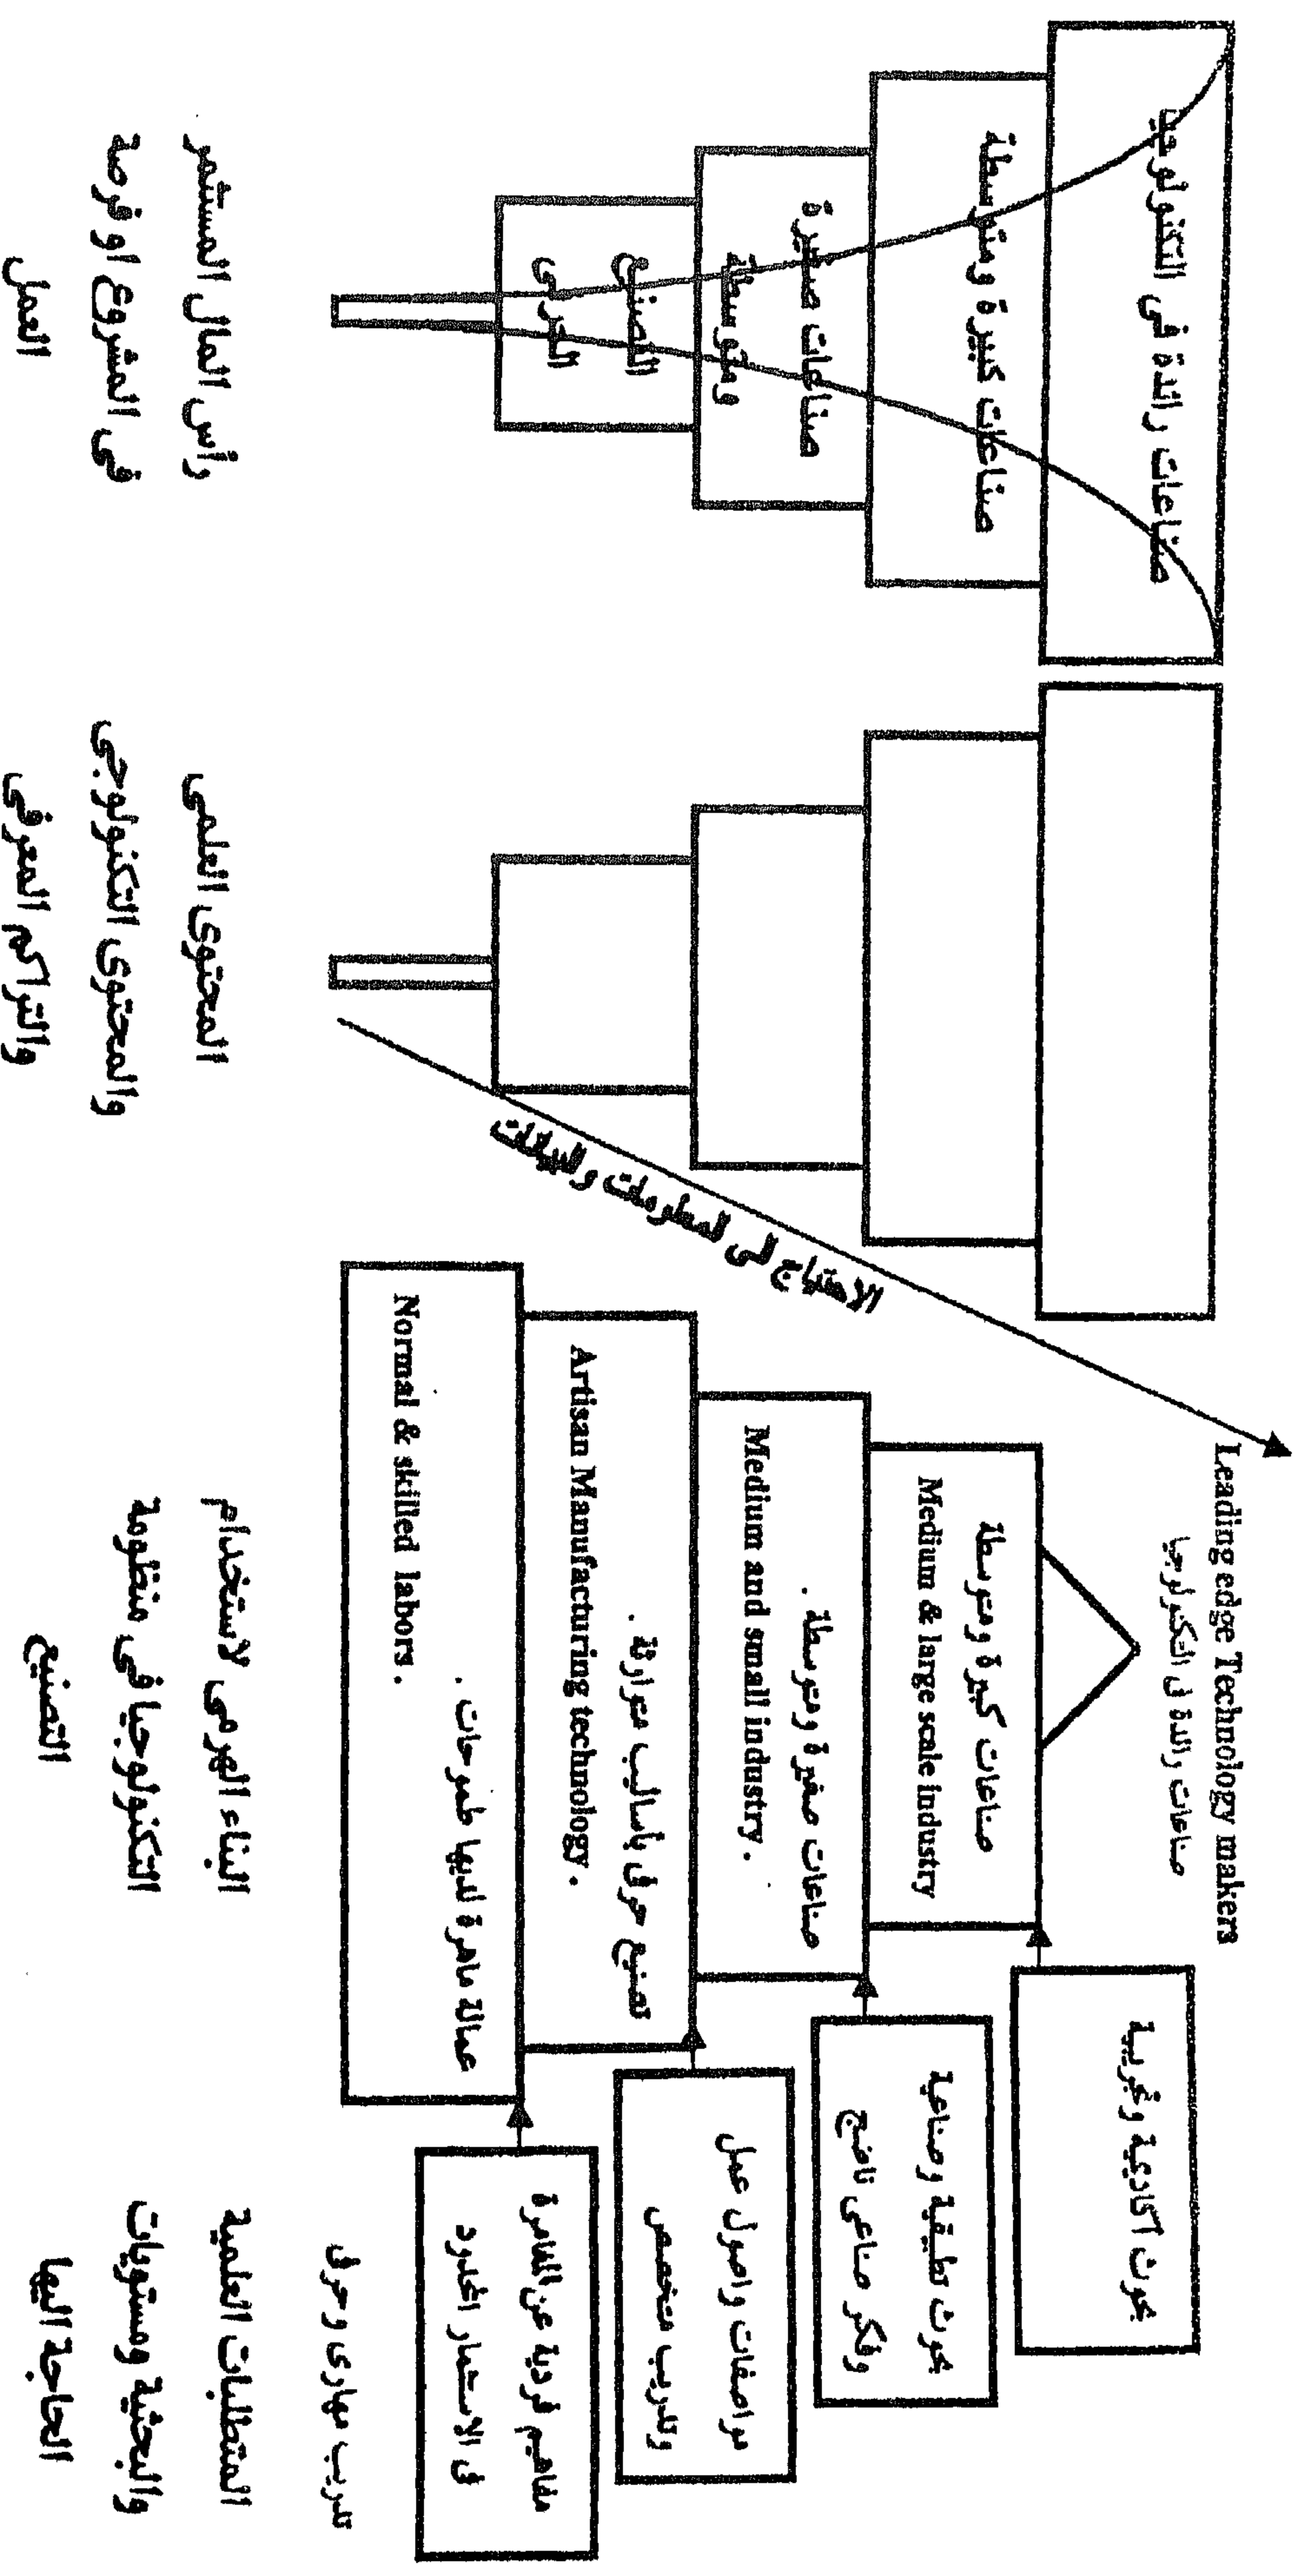 Leading edge Technology makers
صناعات رائدة فى التكنولوجيا
صناعات كبيرة ومتوسطة
Medium & large scale industry
صناعات صغيرة ومتوسطة .
Medium and small industry .
تصنيع حرفى بأساليب متوارثة .
Artisan Manufacturing technology .
عمالة ماهرة لديها طموحات .
Normal & skilled labors .
بحوث أكاديمية وتجريبية
بحوث تطبيقية وصناعية
وفكر صناعى ناضج
مواصفات واصول عمل
وتدريب متخصص
مفاهيم فردية عن المغامرة
فى الاستثمار المحدود
تدريب مهارى وحرفى
الاحتياج الى المعلومات والبيانات
صناعات رائدة فى التكنولوجيا
صناعات كبيرة ومتوسطة
صناعات صغيرة
ومتوسطة
التصنيع
الحرفى
المتطلبات العلمية
والبحثية ومستويات
الحاجة اليها
البناء الهرمى لاستخدام
التكنولوجيا فى منظومة
التصنيع
المحتوى العلمى
والمحتوى التكنولوجى
والتراكم المعرفى
رأس المال المستثمر
فى المشروع او فرصة
العمل